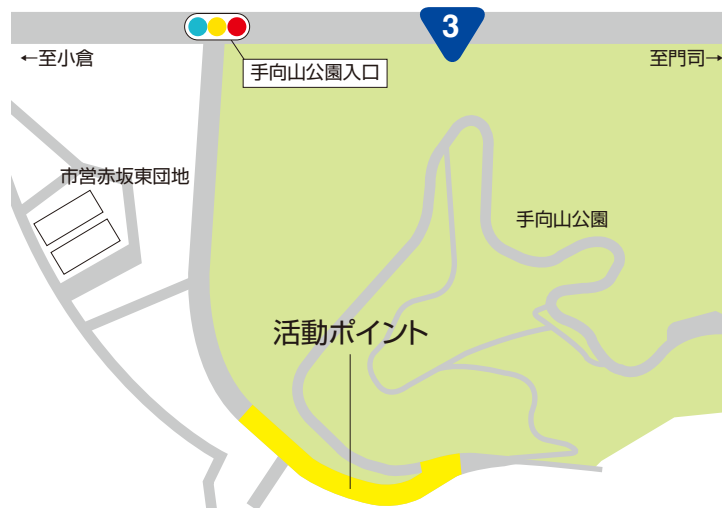 3
←至小倉
至門司→
手向山公園入口
市営赤坂東団地
手向山公園
活動ポイント